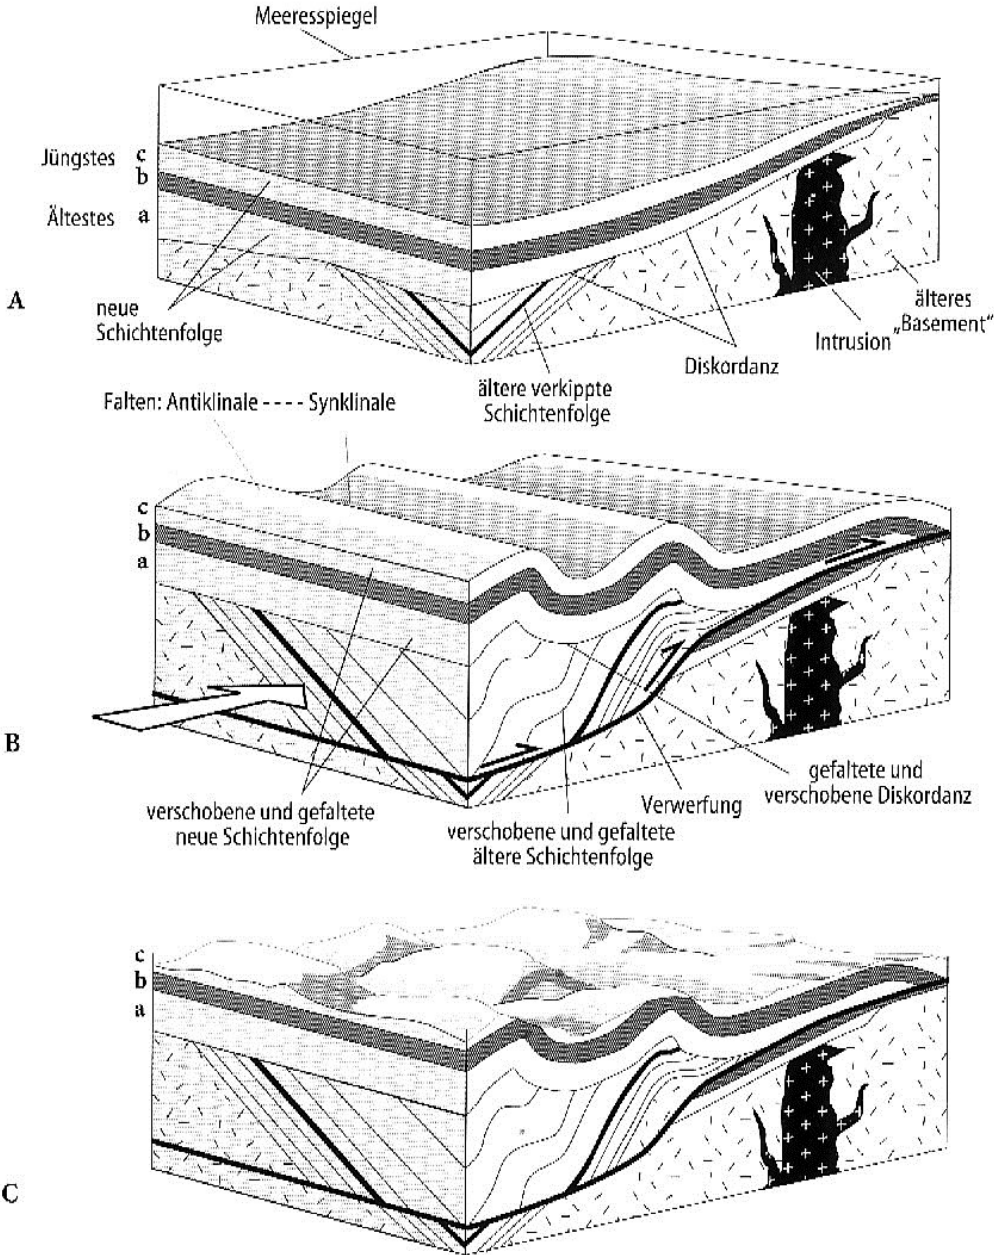 Meeresspiegel
Jüngstes c
b
Ältestes a
A
neue
Schichtenfolge
älteres
„Basement“
Intrusion
Diskordanz
ältere verkippte
Schichtenfolge
Falten: Antiklinale ---- Synklinale
c
b
a
B
gefaltete und
verschobene Diskordanz
Verwerfung
verschobene und gefaltete
neue Schichtenfolge
verschobene und gefaltete
ältere Schichtenfolge
c
b
a
C